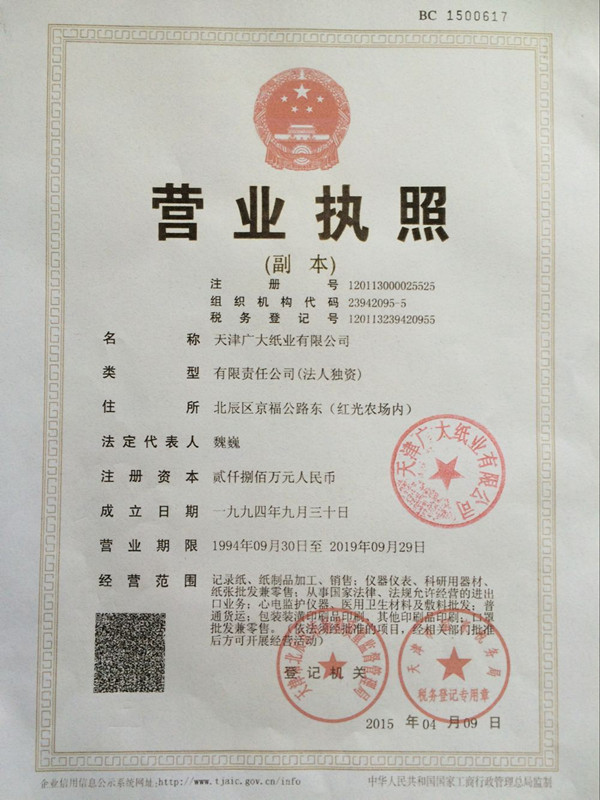 BC 1500617
营业执照
(副 本)
注册号 120113000025525
组织机构代码 23942095-5
税务登记号 120113239420955
名称 天津广大纸业有限公司
类型 有限责任公司(法人独资)
住所 北辰区京福公路东（红光农场内）
法定代表人 魏巍
注册资本 贰仟捌佰万元人民币
成立日期 一九九四年九月三十日
营业期限 1994年09月30日至 2019年09月29日
经营范围 记录纸、纸制品加工、销售；仪器仪表、科研用器材、
纸张批发兼零售；从事国家法律、法规允许经营的进出
口业务；心电监护仪器、医用卫生材料及敷料批发；普
通货运；包装装潢印刷品印刷、其他印刷品印刷；口罩
批发兼零售。（依法须经批准的项目，经相关部门批准
后方可开展经营活动）
天津广大纸业有限公司
登记机关
税务登记专用章
2015 年 04 月 09 日
企业信用信息公示系统网址:http://www.tjaic.gov.cn/info
中华人民共和国国家工商行政管理总局监制